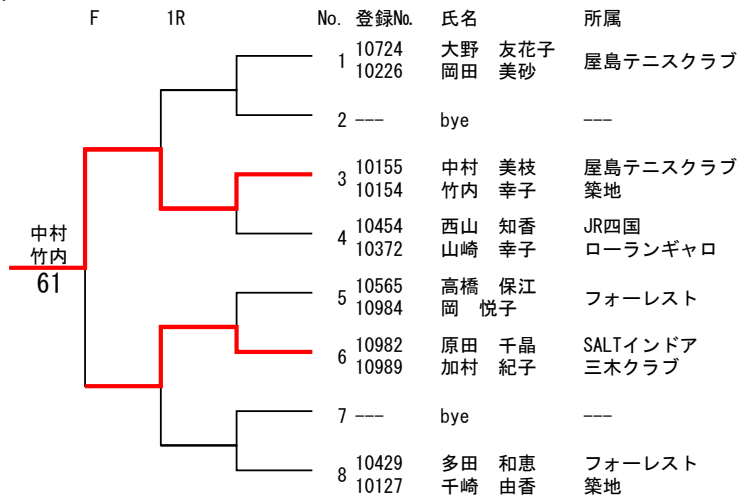 F 1R No. 登録No. 氏名 所属
1 10724 大野 友花子 屋島テニスクラブ
10226 岡田 美砂
2 --- bye ---
3 10155 中村 美枝 屋島テニスクラブ
10154 竹内 幸子 築地
4 10454 西山 知香 JR四国
10372 山崎 幸子 ローランギャロ
中村
竹内
61
5 10565 高橋 保江 フォーレスト
10984 岡 悦子
6 10982 原田 千晶 SALTインドア
10989 加村 紀子 三木クラブ
7 --- bye ---
8 10429 多田 和恵 フォーレスト
10127 千崎 由香 築地